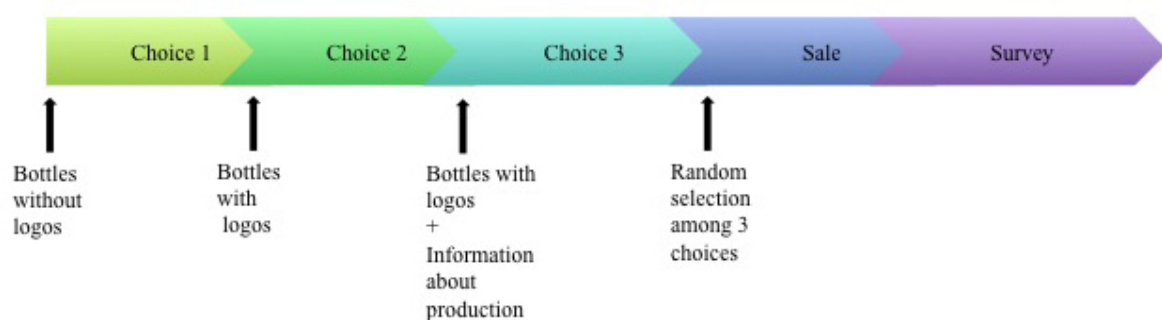 Choice 1
Choice 2
Choice 3
Sale
Survey
Bottles
without
logos
Bottles
with
logos
Bottles with
logos
+
Information
about
production
Random
selection
among 3
choices